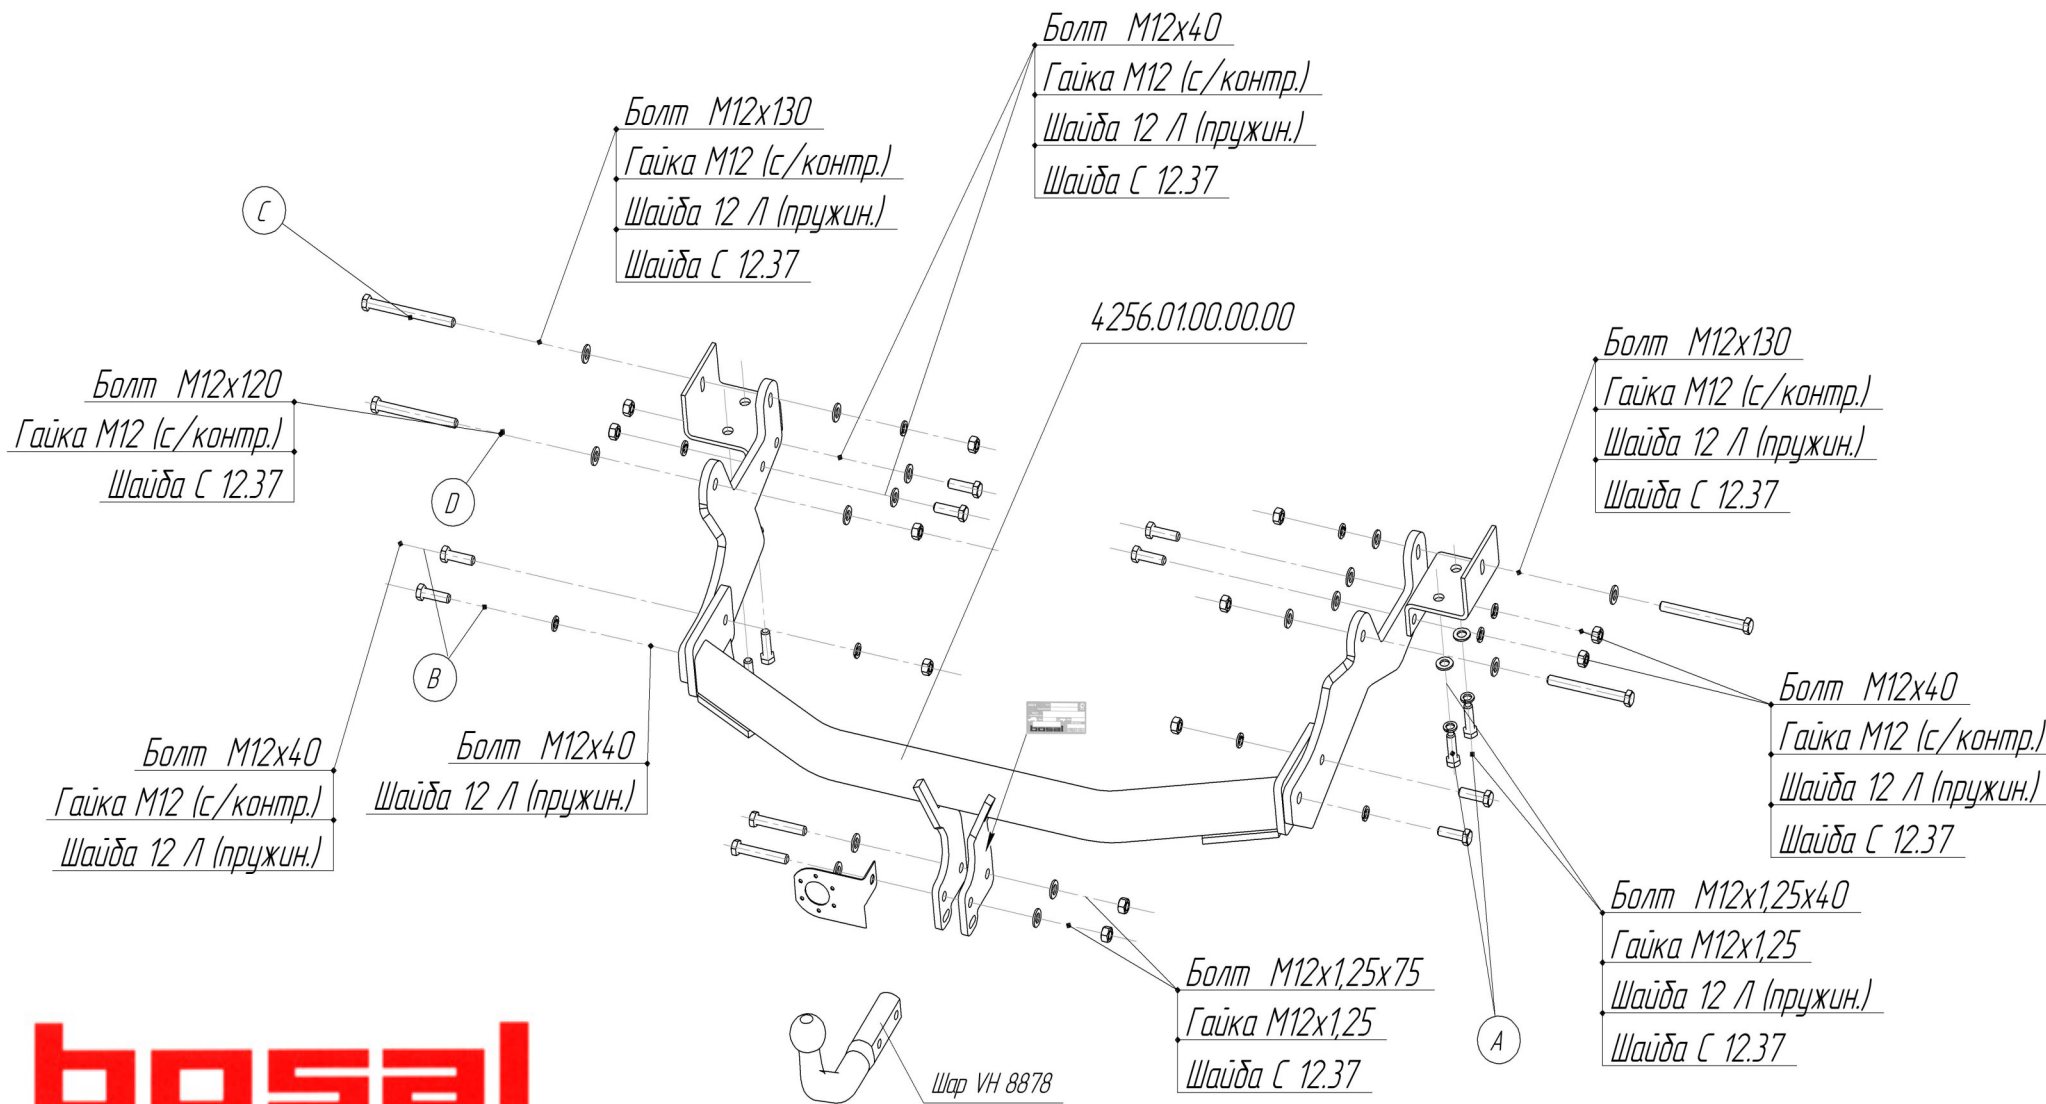 Болт М12х40
Гайка М12 (с/контр.)
Шайба 12 Л (пружин.)
Шайба С 12.37
Болт М12х130
Гайка М12 (с/контр.)
Шайба 12 Л (пружин.)
Шайба С 12.37
C
4256.01.00.00.00
Болт М12х130
Гайка М12 (с/контр.)
Шайба 12 Л (пружин.)
Шайба С 12.37
Болт М12х120
Гайка М12 (с/контр.)
Шайба С 12.37
D
B
Болт М12х40
Гайка М12 (с/контр.)
Шайба 12 Л (пружин.)
Болт М12х40
Шайба 12 Л (пружин.)
bosal
Болт М12х40
Гайка М12 (с/контр.)
Шайба 12 Л (пружин.)
Шайба С 12.37
Болт М12х1,25х40
Гайка М12х1,25
Шайба 12 Л (пружин.)
Шайба С 12.37
A
Болт М12х1,25х75
Гайка М12х1,25
Шайба С 12.37
Шар VH 8878
bosal